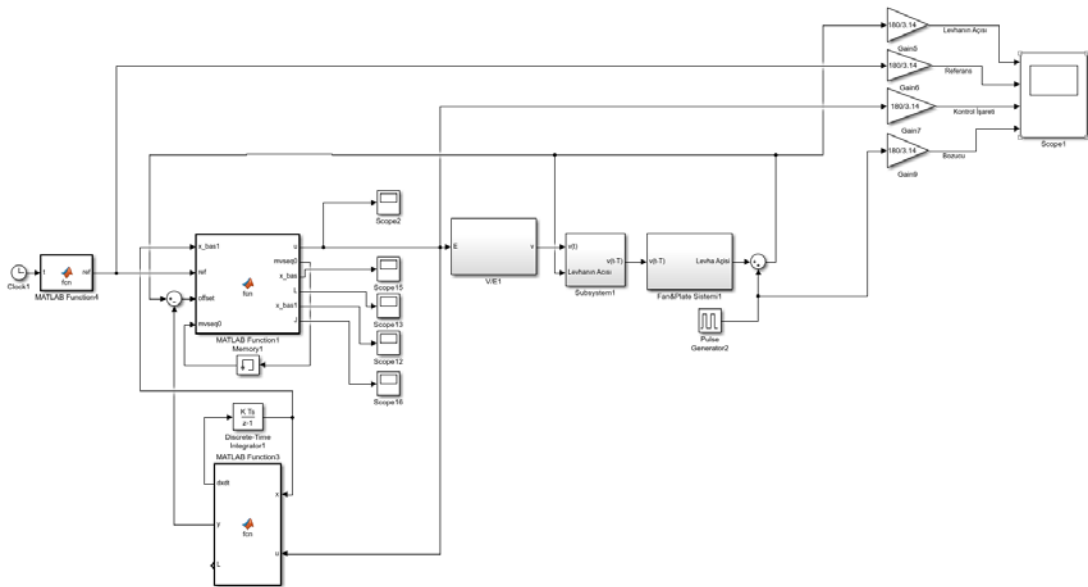 180/3.14
Levhanın Açısı
Gain5
180/3.14
Referans
Gain6
180/3.14
Kontrol İşareti
Gain7
180/3.14
Bozucu
Gain9
Scope1
Clock1
t
fcn
ref
MATLAB Function4
x_bas1
ref
offset
mvseq0
fcn
u
mvseq0
x_bas
L
x_bas1
J
MATLAB Function1
Memory1
Scope2
Scope15
Scope13
Scope12
Scope16
E
v
V/E1
v(t)
Levhanın Acısı
v(t-T)
Subsystem1
v(t-T)
Levha Açisi
Fan&Plate Sistemi1
Pulse
Generator2
K Ts
z-1
Discrete-Time
Integrator1
MATLAB Function3
dxdt
y
L
fcn
x
u